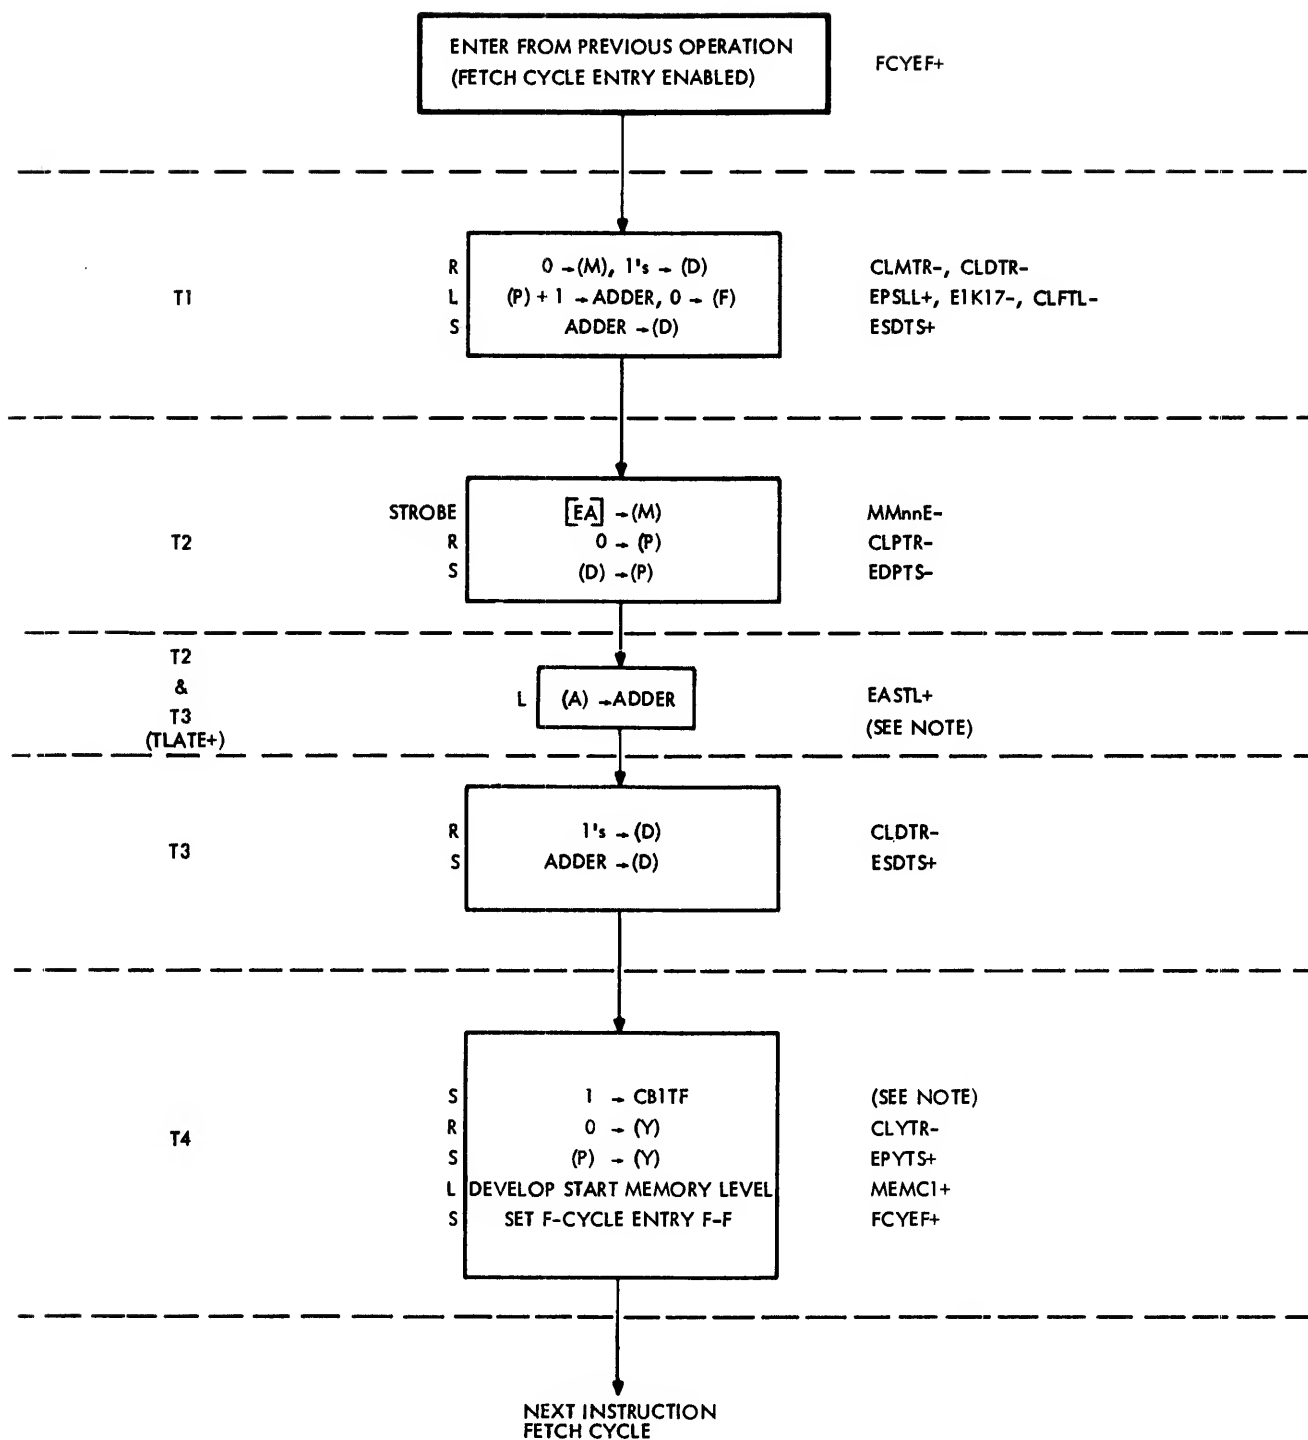 ENTER FROM PREVIOUS OPERATION
(FETCH CYCLE ENTRY ENABLED)
FCYEF+
T1
R 0 → (M), 1's → (D) CLMTR-, CLDTR-
L (P) + 1 → ADDER, 0 → (F) EPSLL+, E1K17-, CLFTL-
S ADDER → (D) ESDTS+
T2
STROBE [EA] → (M) MMnnE-
R 0 → (P) CLPTR-
S (D) → (P) EDPTS-
T2
&
T3
(TLATE+)
L (A) → ADDER EASTL+
(SEE NOTE)
T3
R 1's → (D) CLDTR-
S ADDER → (D) ESDTS+
T4
S 1 → CB1TF (SEE NOTE)
R 0 → (Y) CLYTR-
S (P) → (Y) EPYTS+
L DEVELOP START MEMORY LEVEL MEMC1+
S SET F-CYCLE ENTRY F-F FCYEF+
NEXT INSTRUCTION
FETCH CYCLE